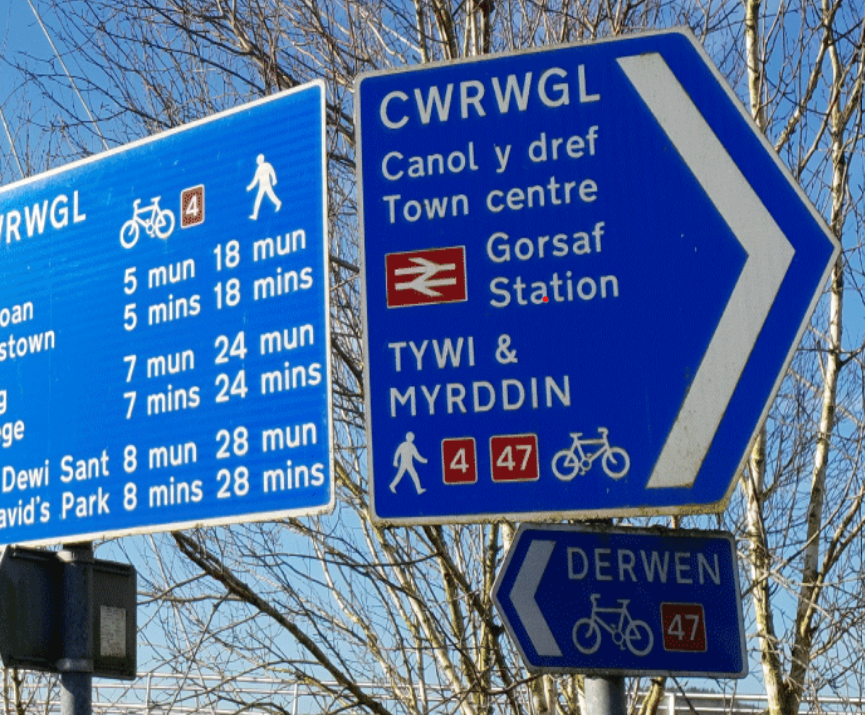 4
5 mun 18 mun
5 mins 18 mins
7 mun 24 mun
7 mins 24 mins
Dewi Sant 8 mun 28 mun
Park 8 mins 28 mins
CWRWGL
Canol y dref
Town centre
Gorsaf
Station
TYWI &
MYRDDIN
4 47
DERWEN
47